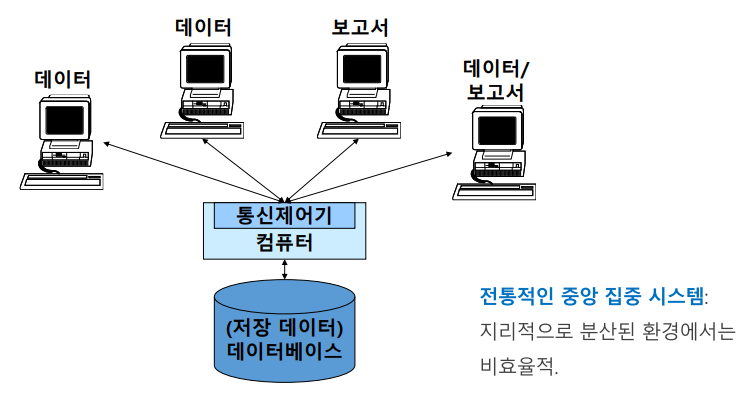 데이터
보고서
데이터
데이터/
보고서
통신제어기
컴퓨터
(저장 데이터)
데이터베이스
전통적인 중앙 집중 시스템:
지리적으로 분산된 환경에서는
비효율적.